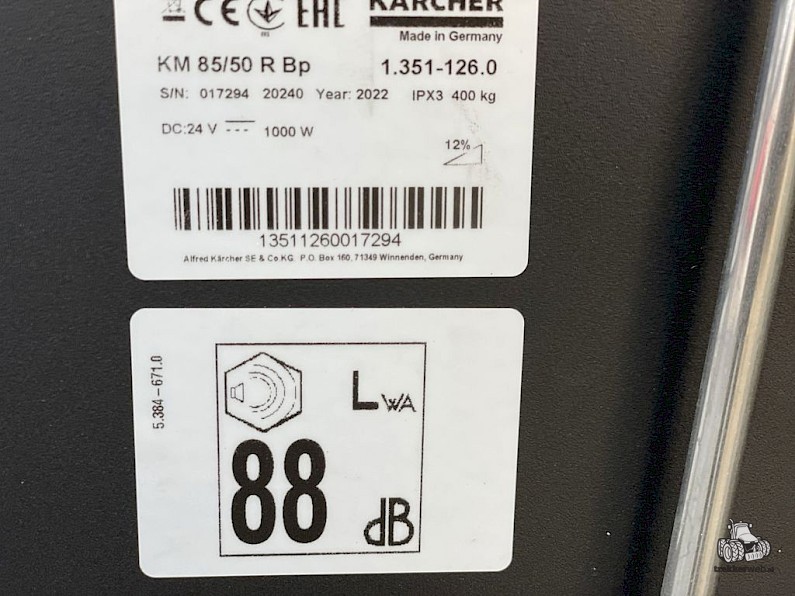 CE EAC
KÄRCHER
Made in Germany
KM 85/50 R Bp 1.351-126.0
S/N: 017294 20240 Year: 2022 IPX3 400 kg
DC:24 V 1000 W
12%
13511260017294
Alfred Kärcher SE & Co.KG. P.O. Box 160, 71349 Winnenden, Germany
5.384-671.0
LWA
88
dB